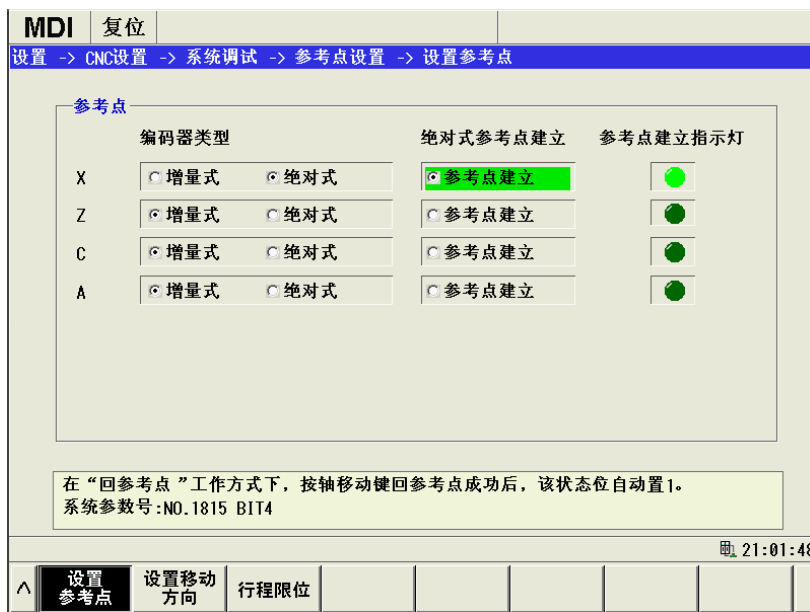 MDI 复位
设置 -> CNC设置 -> 系统调试 -> 参考点设置 -> 设置参考点
参考点
编码器类型 绝对式参考点建立 参考点建立指示灯
X 增量式 绝对式 参考点建立
Z 增量式 绝对式 参考点建立
C 增量式 绝对式 参考点建立
A 增量式 绝对式 参考点建立
在“回参考点”工作方式下，按轴移动键回参考点成功后，该状态位自动置1。
系统参数号:NO.1815 BIT4
21:01:48
^ 设置 设置移动 行程限位
参考点 方向